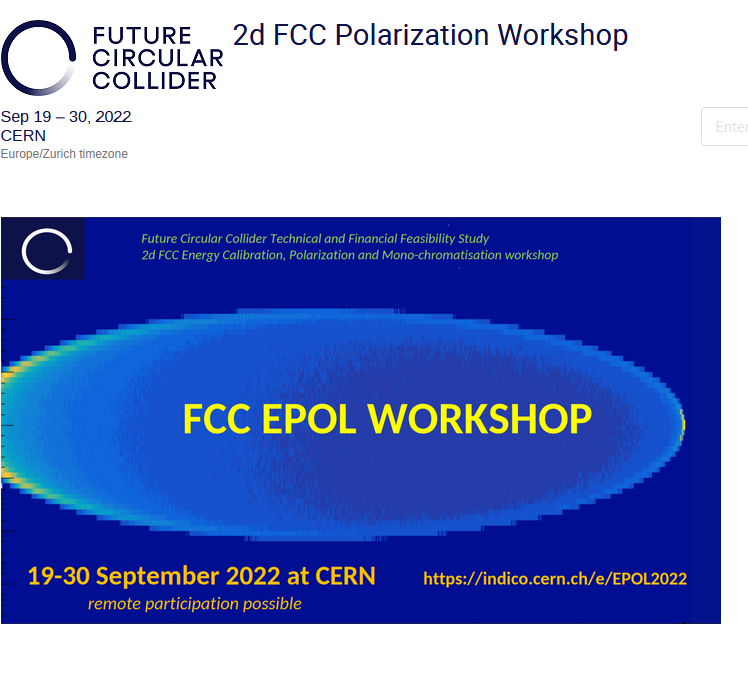 FUTURE
CIRCULAR
COLLIDER
2d FCC Polarization Workshop
Sep 19 – 30, 2022
CERN
Europe/Zurich timezone
Enter
Future Circular Collider Technical and Financial Feasibility Study
2d FCC Energy Calibration, Polarization and Mono-chromatisation workshop
FCC EPOL WORKSHOP
19-30 September 2022 at CERN
remote participation possible
https://indico.cern.ch/e/EPOL2022